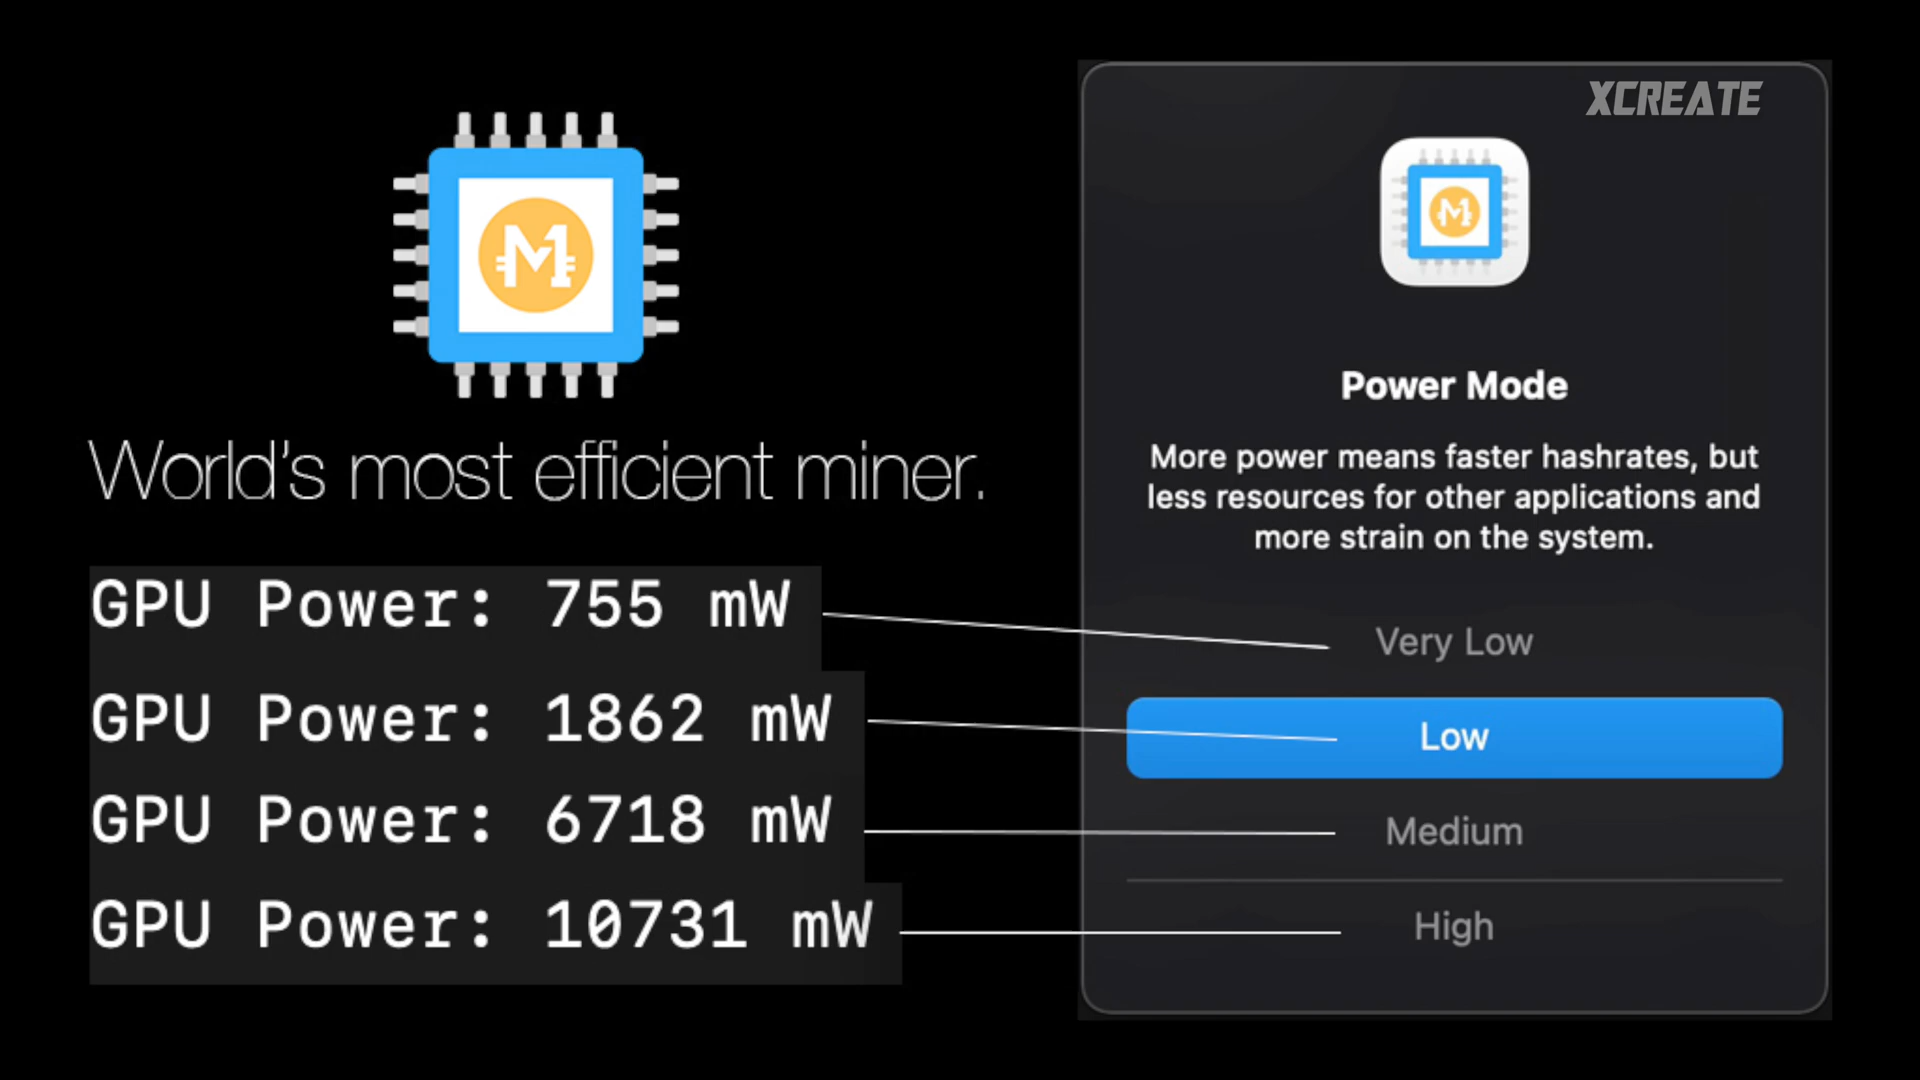 XCREATE
M1
M1
World's most efficient miner.
GPU Power: 755 mW
GPU Power: 1862 mW
GPU Power: 6718 mW
GPU Power: 10731 mW
Power Mode
More power means faster hashrates, but
less resources for other applications and
more strain on the system.
Very Low
Low
Medium
High